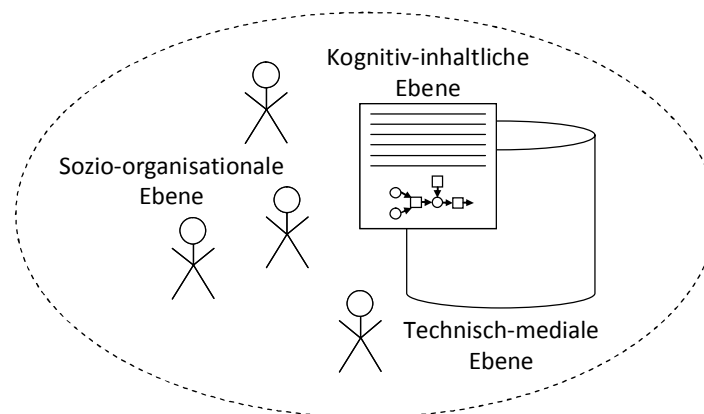 Kognitiv-inhaltliche
Ebene
Sozio-organisationale
Ebene
Technisch-mediale
Ebene